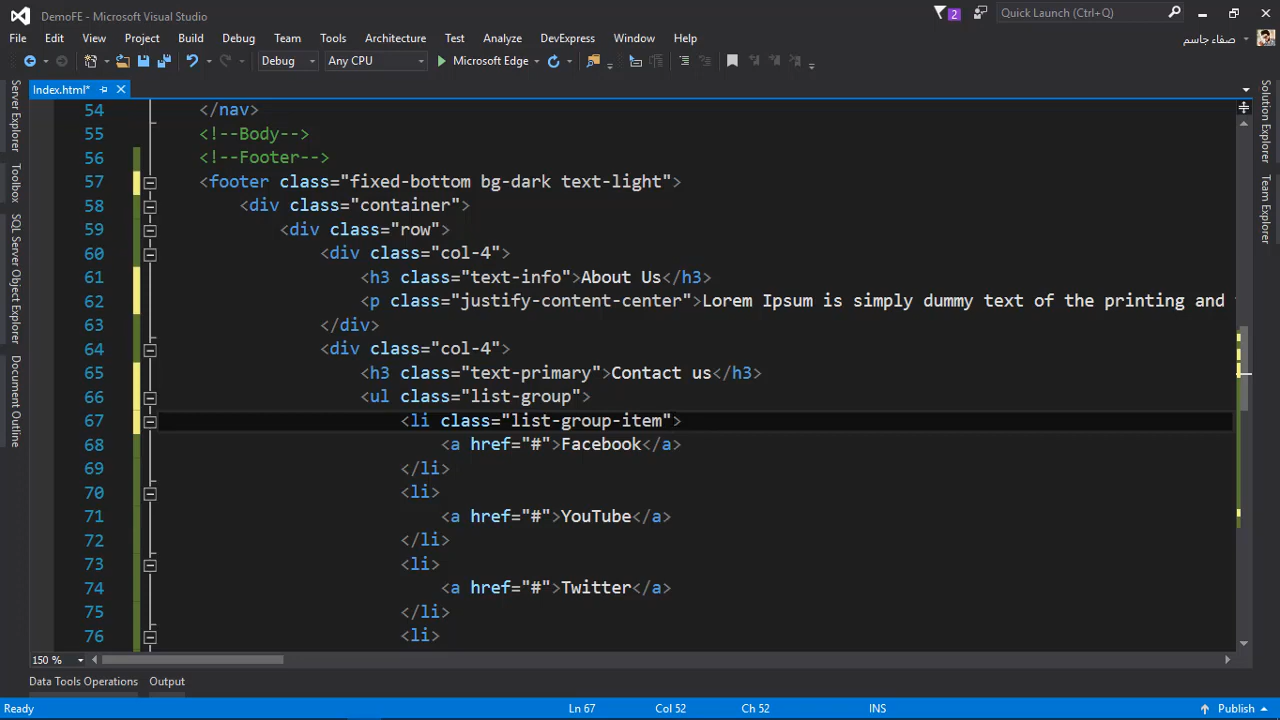 DemoFE - Microsoft Visual Studio
2
Quick Launch (Ctrl+Q)
File Edit View Project Build Debug Team Tools Architecture Test Analyze DevExpress Window Help
صفاء جاسم
Debug Any CPU Microsoft Edge
Index.html*
Server Explorer
Toolbox
SQL Server Object Explorer
Document Outline
Solution Explorer
Team Explorer
54 </nav>
55 <!--Body-->
56 <!--Footer-->
57 <footer class="fixed-bottom bg-dark text-light">
58 <div class="container">
59 <div class="row">
60 <div class="col-4">
61 <h3 class="text-info">About Us</h3>
62 <p class="justify-content-center">Lorem Ipsum is simply dummy text of the printing and
63 </div>
64 <div class="col-4">
65 <h3 class="text-primary">Contact us</h3>
66 <ul class="list-group">
67 <li class="list-group-item">
68 <a href="#">Facebook</a>
69 </li>
70 <li>
71 <a href="#">YouTube</a>
72 </li>
73 <li>
74 <a href="#">Twitter</a>
75 </li>
76 <li>
150 %
Data Tools Operations Output
Ready Ln 67 Col 52 Ch 52 INS Publish